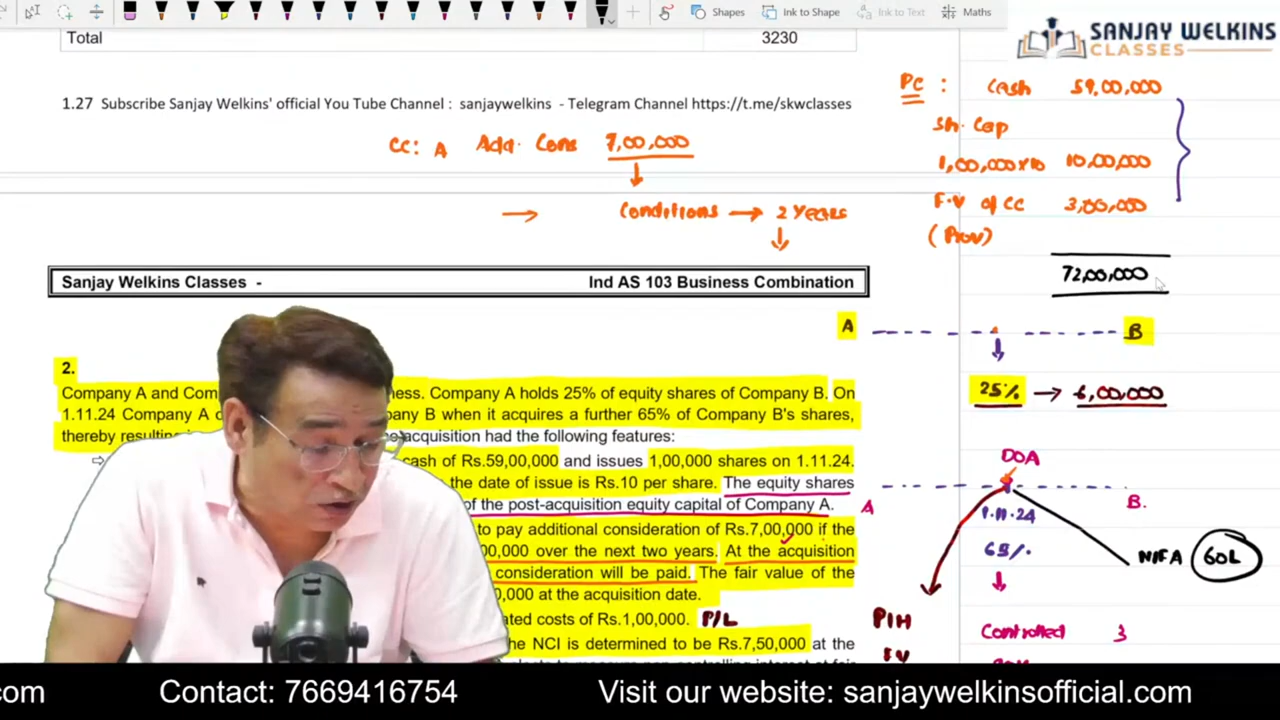 Shapes Ink to Shape Ink to Text Maths
SANJAY WELKINS
CLASSES
Total 3230
PC : Cash 59,00,000
1.27 Subscribe Sanjay Welkins' official You Tube Channel : sanjaywelkins - Telegram Channel https://t.me/skwclasses
Sh. Cap
CC: A Add. Cons 7,00,000
1,00,000x10 10,00,000
F.V of CC 3,00,000
→ Conditions → 2 Years
(Prov)
72,00,000
Sanjay Welkins Classes - Ind AS 103 Business Combination
A B
2.
Company A and Com ness. Company A holds 25% of equity shares of Company B. On
25% → 6,00,000
1.11.24 Company A pany B when it acquires a further 65% of Company B's shares,
thereby acquisition had the following features:
DOA
cash of Rs.59,00,000 and issues 1,00,000 shares on 1.11.24.
the date of issue is Rs.10 per share. The equity shares
of the post-acquisition equity capital of Company A.
A B.
1.11.24
to pay additional consideration of Rs.7,00,000 if the
00,000 over the next two years. At the acquisition
65%.
NIFA GOL
consideration will be paid. The fair value of the
0,000 at the acquisition date.
ated costs of Rs.1,00,000. P/L
PIH
Controlled 3
he NCI is determined to be Rs.7,50,000 at the
FV
com Contact: 7669416754 Visit our website: sanjaywelkinsofficial.com